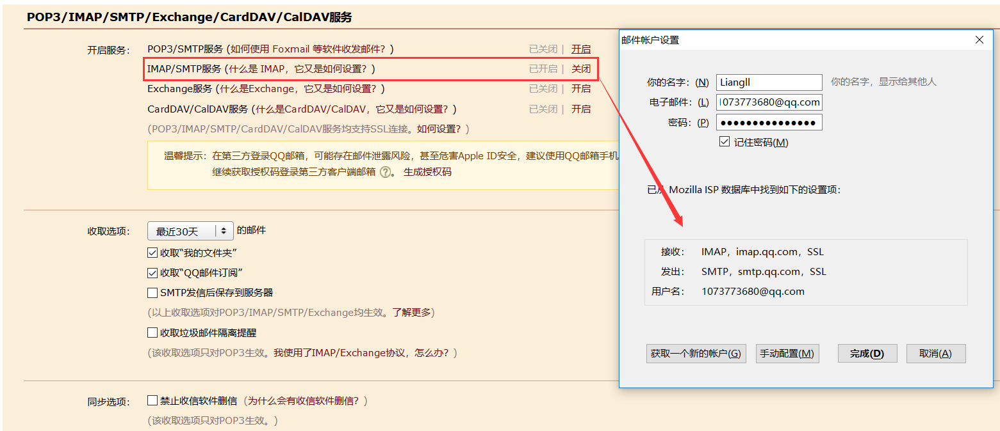 POP3/IMAP/SMTP/Exchange/CardDAV/CalDAV服务
开启服务： POP3/SMTP服务 (如何使用 Foxmail 等软件收发邮件？) 已关闭 | 开启
IMAP/SMTP服务 (什么是 IMAP，它又是如何设置？) 已开启 | 关闭
Exchange服务 (什么是Exchange，它又是如何设置？) 已关闭 | 开启
CardDAV/CalDAV服务 (什么是CardDAV/CalDAV，它又是如何设置？) 已关闭 | 开启
(POP3/IMAP/SMTP/CardDAV/CalDAV服务均支持SSL连接。如何设置？)
温馨提示：在第三方登录QQ邮箱，可能存在邮件泄露风险，甚至危害Apple ID安全，建议使用QQ邮箱手机
继续获取授权码登录第三方客户端邮箱 ?。 生成授权码
收取选项： 最近30天 的邮件
收取“我的文件夹”
收取“QQ邮件订阅”
SMTP发信后保存到服务器
(以上收取选项对POP3/IMAP/SMTP/Exchange均生效。了解更多)
收取垃圾邮件隔离提醒
(该收取选项只对POP3生效。我使用了IMAP/Exchange协议，怎么办？)
同步选项： 禁止收信软件删信 (为什么会有收信软件删信？)
(该收取选项只对POP3生效。)
邮件帐户设置
你的名字：(N) Liangll 你的名字，显示给其他人
电子邮件：(L) 1073773680@qq.com
密码：(P) ●●●●●●●●●●●●●●●
记住密码(M)
已从 Mozilla ISP 数据库中找到如下的设置项：
接收： IMAP，imap.qq.com，SSL
发出： SMTP，smtp.qq.com，SSL
用户名： 1073773680@qq.com
获取一个新的帐户(G) 手动配置(M) 完成(D) 取消(A)